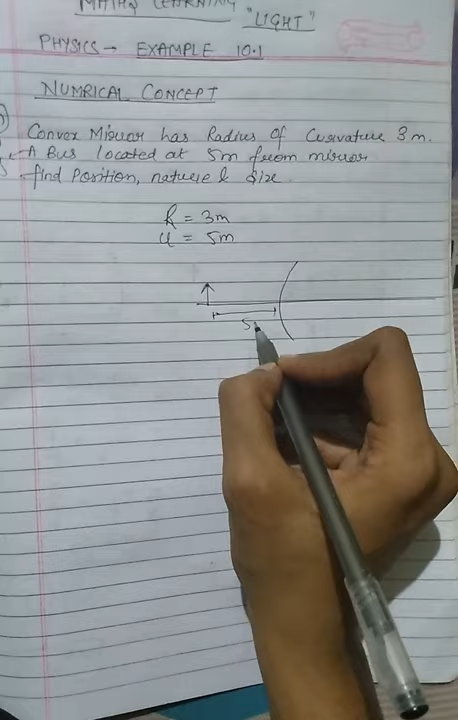 "LIGHT"
PHYSICS → EXAMPLE 10.1
NUMRICAL CONCEPT
Convex Mirror has Radius of Curvature 3m.
A Bus located at 5m from mirror
find Position, nature & Size.
R = 3m
U = 5m
5